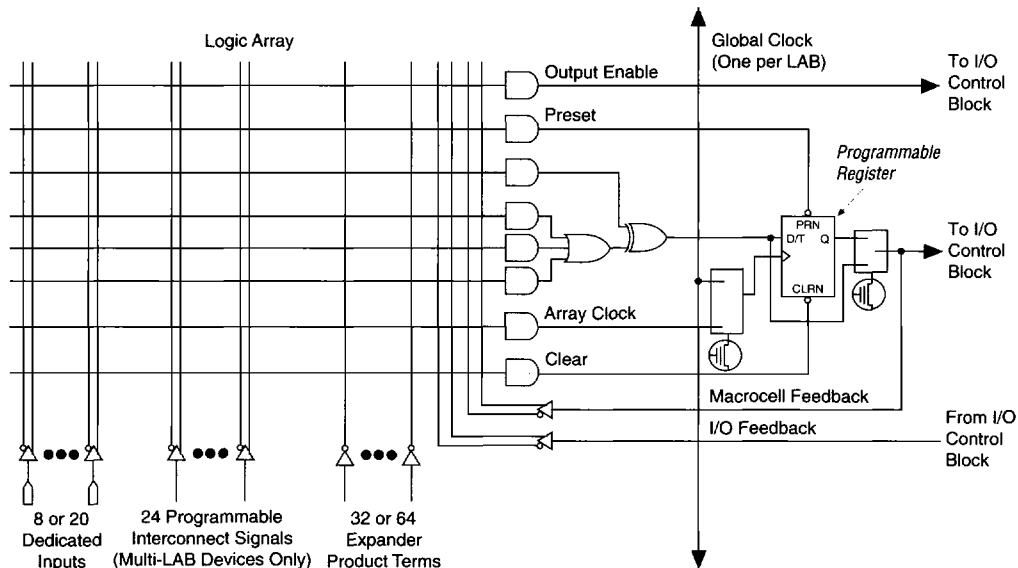 Logic Array
Global Clock
(One per LAB)
To I/O
Control
Block
Output Enable
Preset
Programmable
Register
PRN
D/T
Q
CLRN
To I/O
Control
Block
Array Clock
Clear
Macrocell Feedback
I/O Feedback
From I/O
Control
Block
8 or 20
Dedicated
Inputs
24 Programmable
Interconnect Signals
(Multi-LAB Devices Only)
32 or 64
Expander
Product Terms